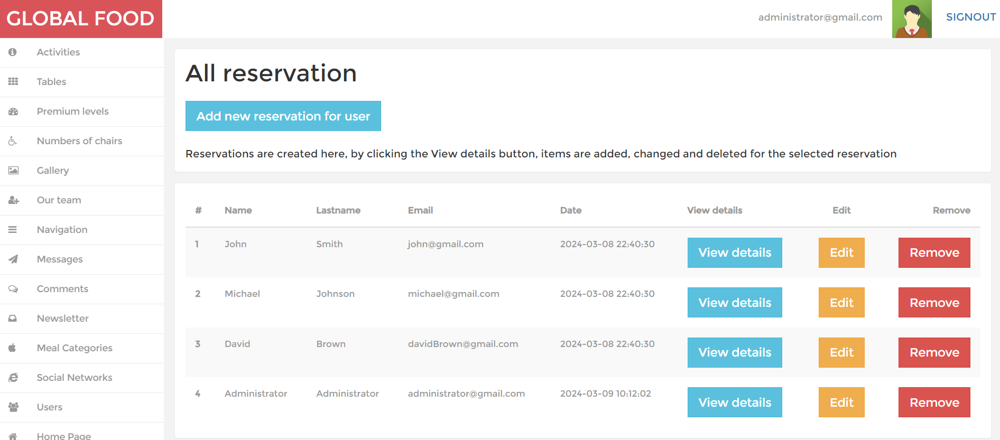 GLOBAL FOOD
administrator@gmail.com SIGNOUT
Activities
Tables
Premium levels
Numbers of chairs
Gallery
Our team
Navigation
Messages
Comments
Newsletter
Meal Categories
Social Networks
Users
Home Page
All reservation
Add new reservation for user
Reservations are created here, by clicking the View details button, items are added, changed and deleted for the selected reservation
# Name Lastname Email Date View details Edit Remove
1 John Smith john@gmail.com 2024-03-08 22:40:30 View details Edit Remove
2 Michael Johnson michael@gmail.com 2024-03-08 22:40:30 View details Edit Remove
3 David Brown davidBrown@gmail.com 2024-03-08 22:40:30 View details Edit Remove
4 Administrator Administrator administrator@gmail.com 2024-03-09 10:12:02 View details Edit Remove